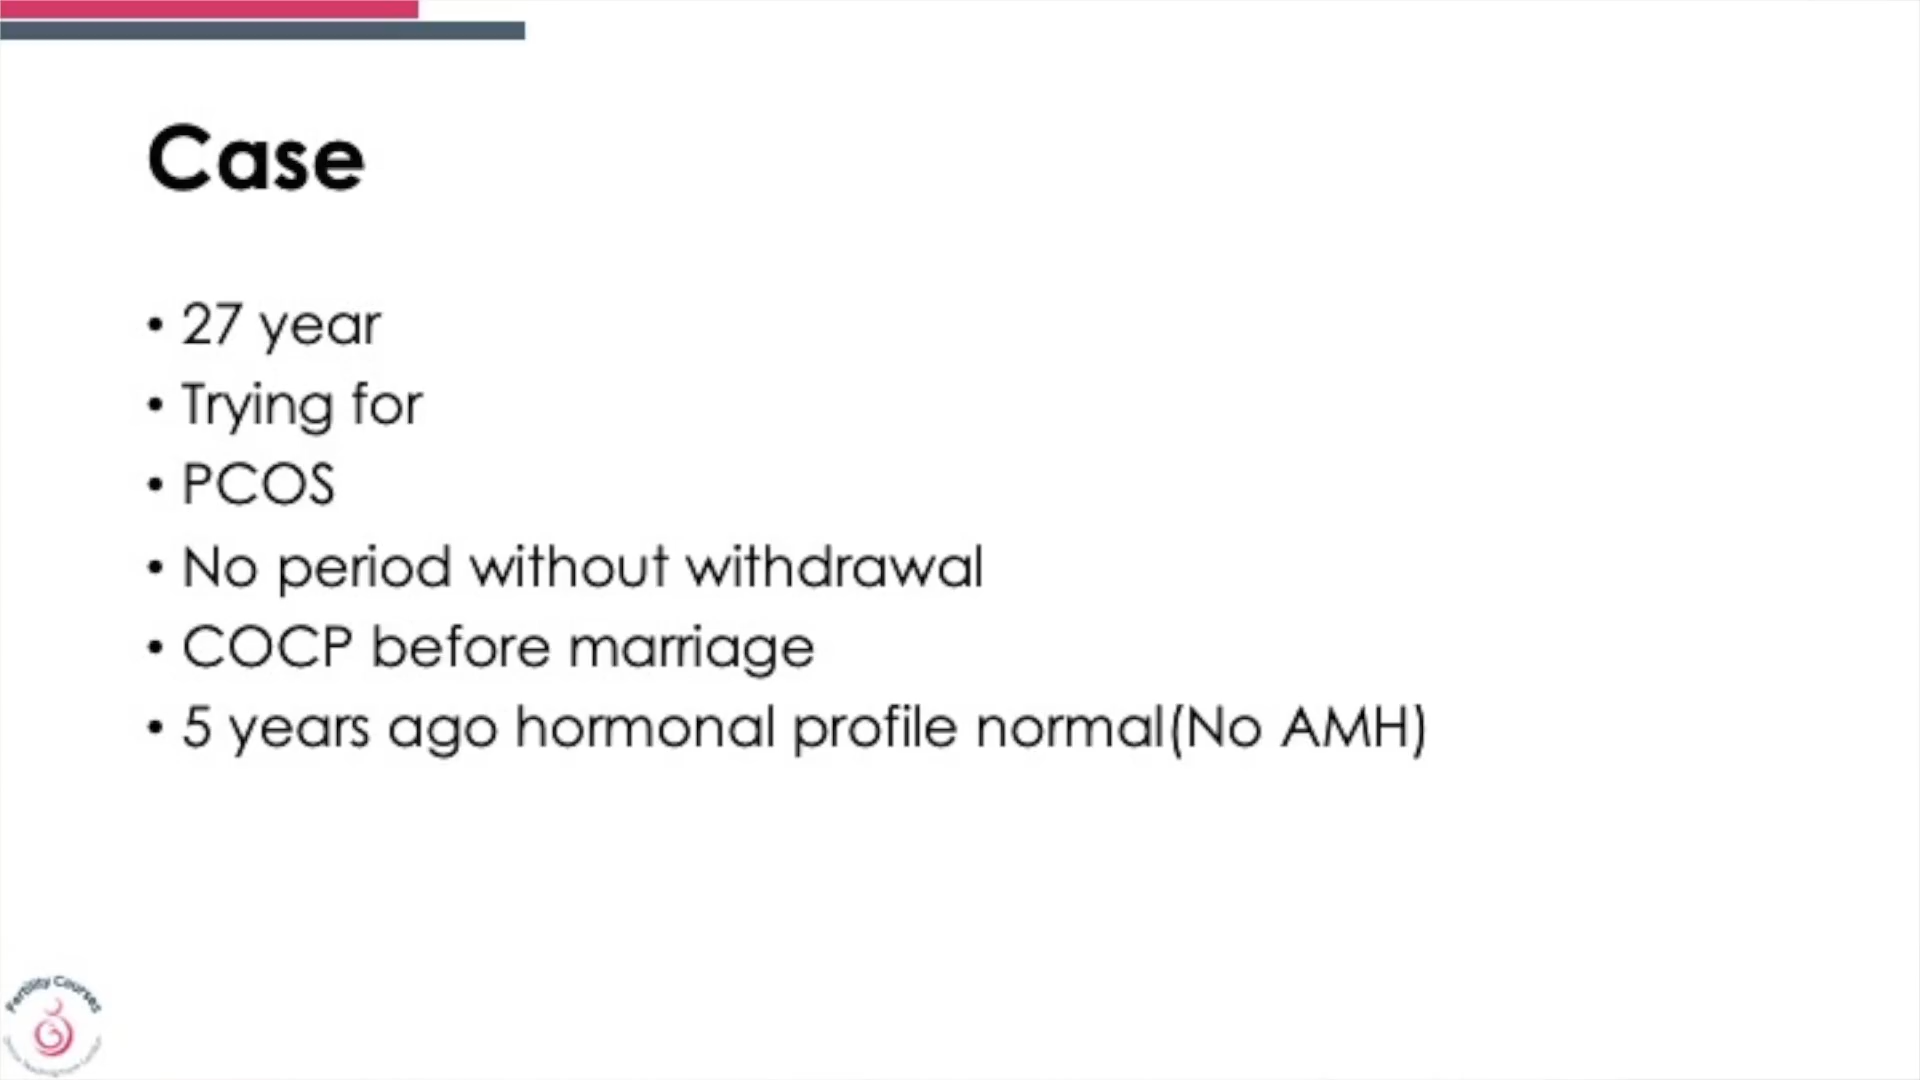 Case
• 27 year
• Trying for
• PCOS
• No period without withdrawal
• COCP before marriage
• 5 years ago hormonal profile normal(No AMH)
Fertility Courses